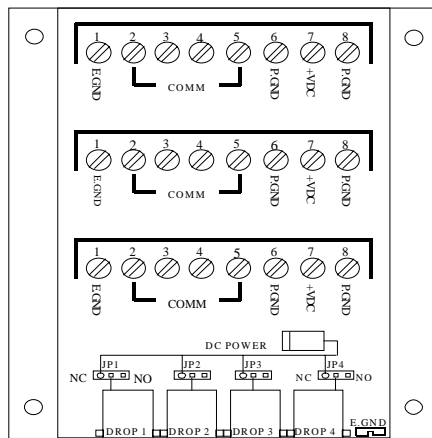 1 2 3 4 5 6 7 8
E.GND COMM P.GND +VDC P.GND
1 2 3 4 5 6 7 8
E.GND COMM P.GND +VDC P.GND
1 2 3 4 5 6 7 8
E.GND COMM P.GND +VDC P.GND
DC POWER
JP1 JP2 JP3 JP4
NC NO NC NO
DROP 1 DROP 2 DROP 3 DROP 4 E.GND